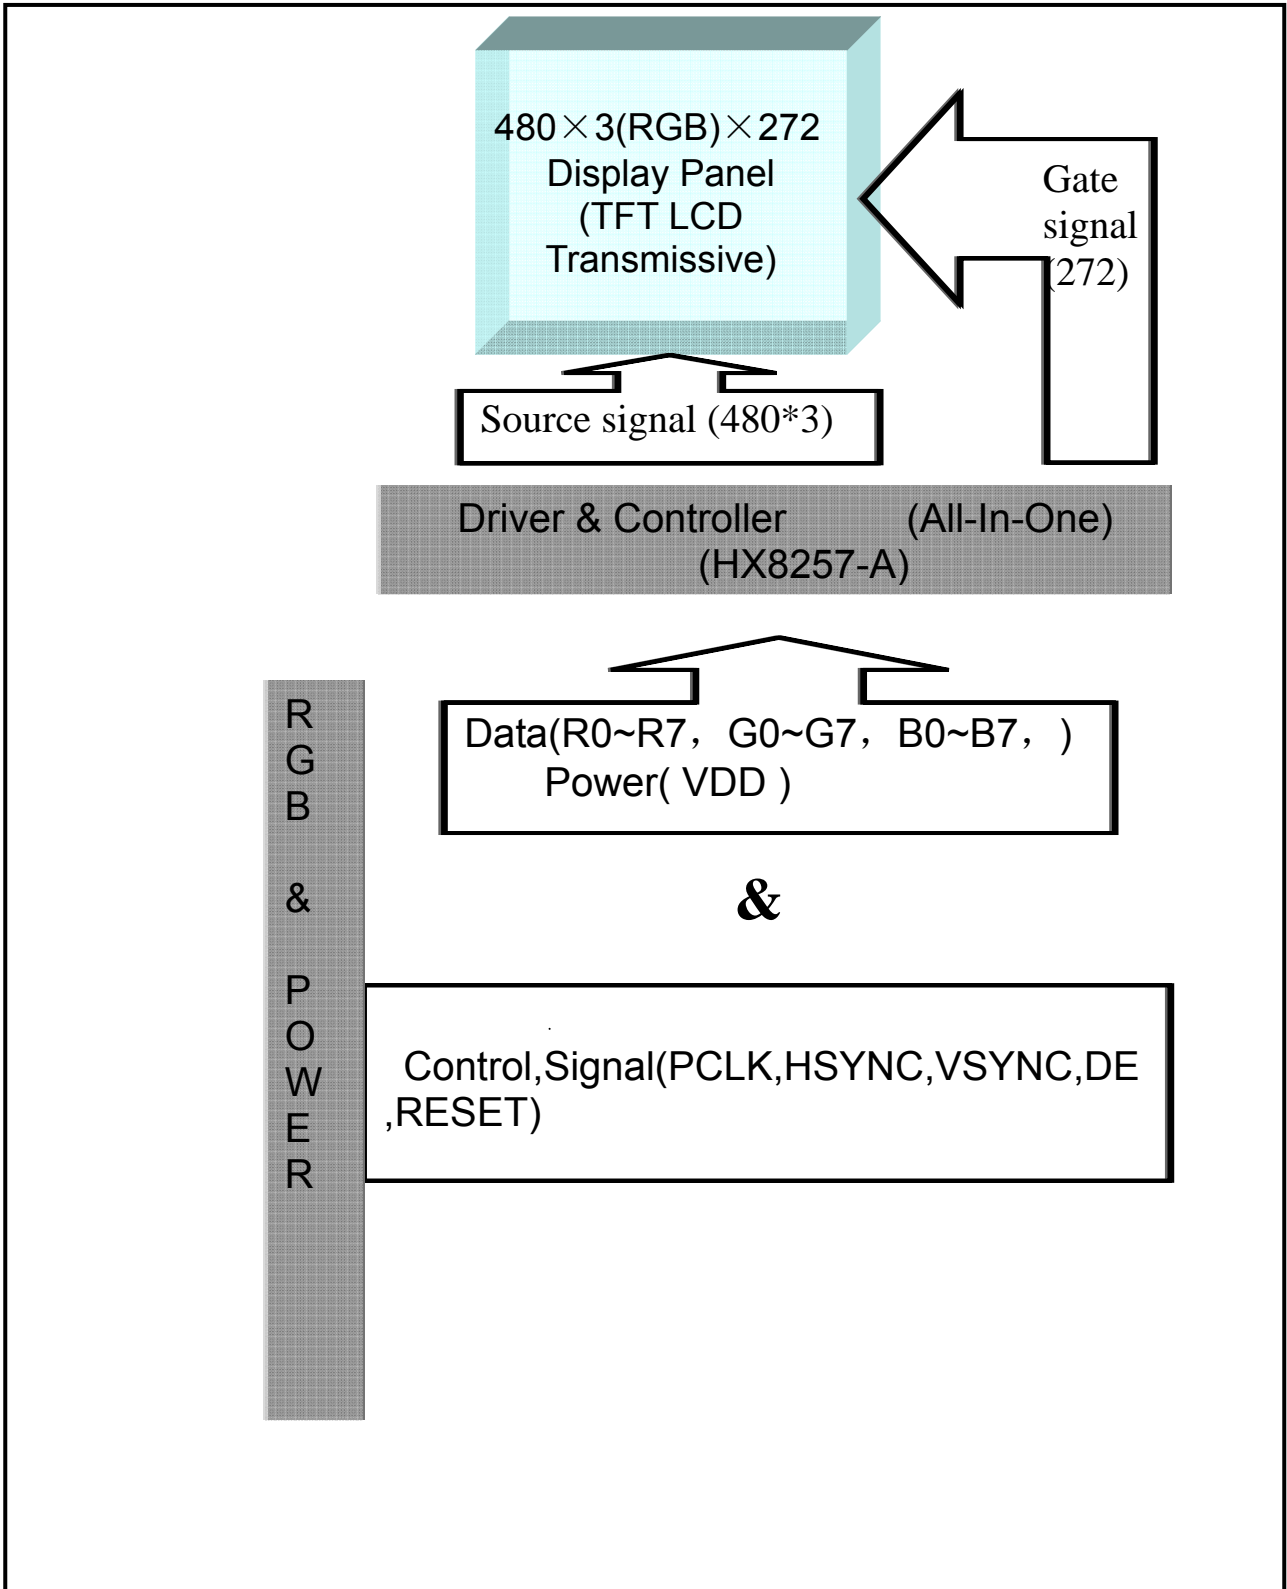 480×3(RGB)×272
Display Panel
(TFT LCD
Transmissive)
Gate
signal
(272)
Source signal (480*3)
Driver & Controller (All-In-One)
(HX8257-A)
Data(R0~R7，G0~G7，B0~B7，)
Power( VDD )
&
R
G
B
&
P
O
W
E
R
Control,Signal(PCLK,HSYNC,VSYNC,DE
,RESET)